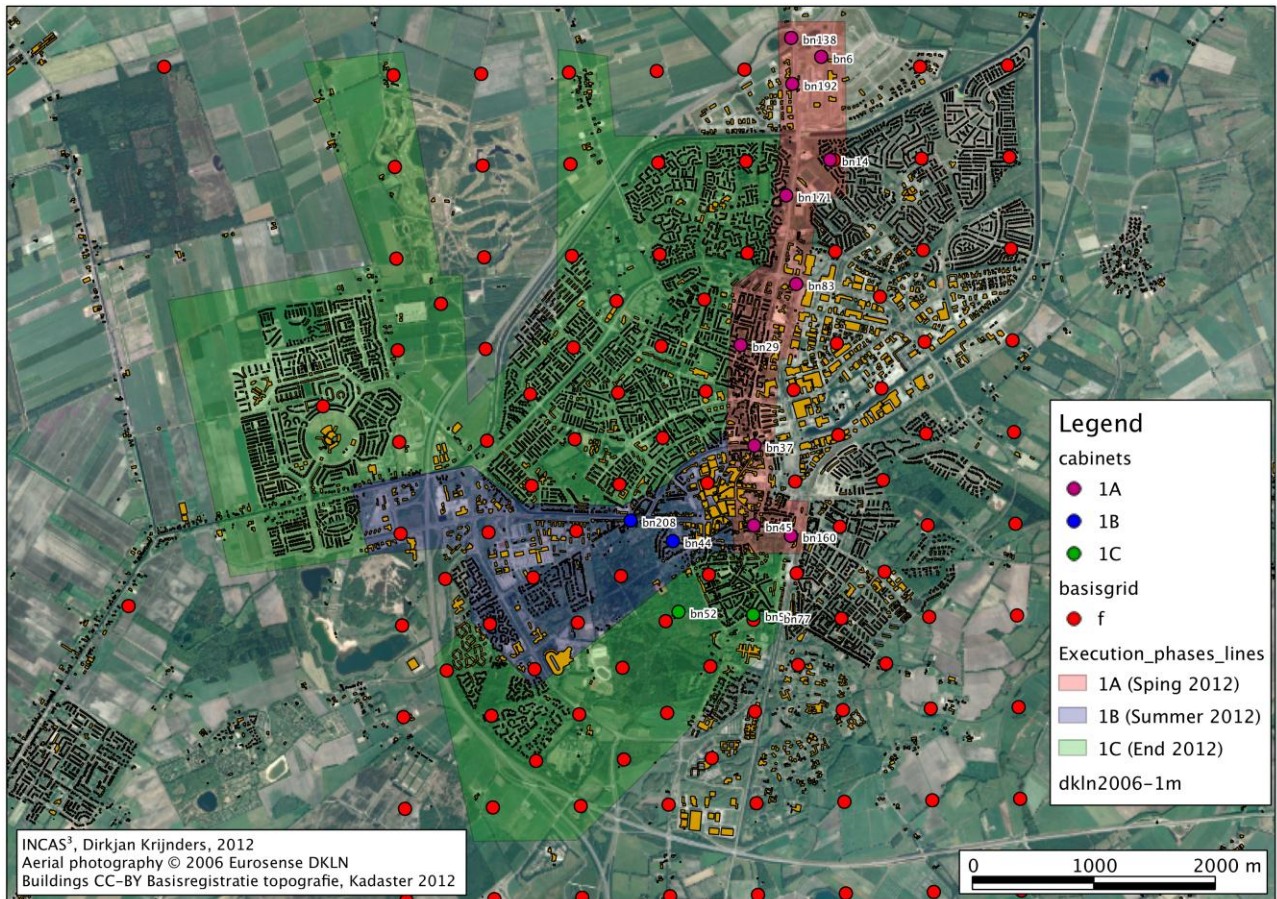 bn138
bn6
bn192
bn14
bn171
bn83
bn29
bn37
bn208
bn45
bn44
bn160
bn52
bn77
Legend
cabinets
1A
1B
1C
basisgrid
f
Execution_phases_lines
1A (Sping 2012)
1B (Summer 2012)
1C (End 2012)
dkln2006-1m
INCAS³, Dirkjan Krijnders, 2012
Aerial photography © 2006 Eurosense DKLN
Buildings CC-BY Basisregistratie topografie, Kadaster 2012
0 1000 2000 m